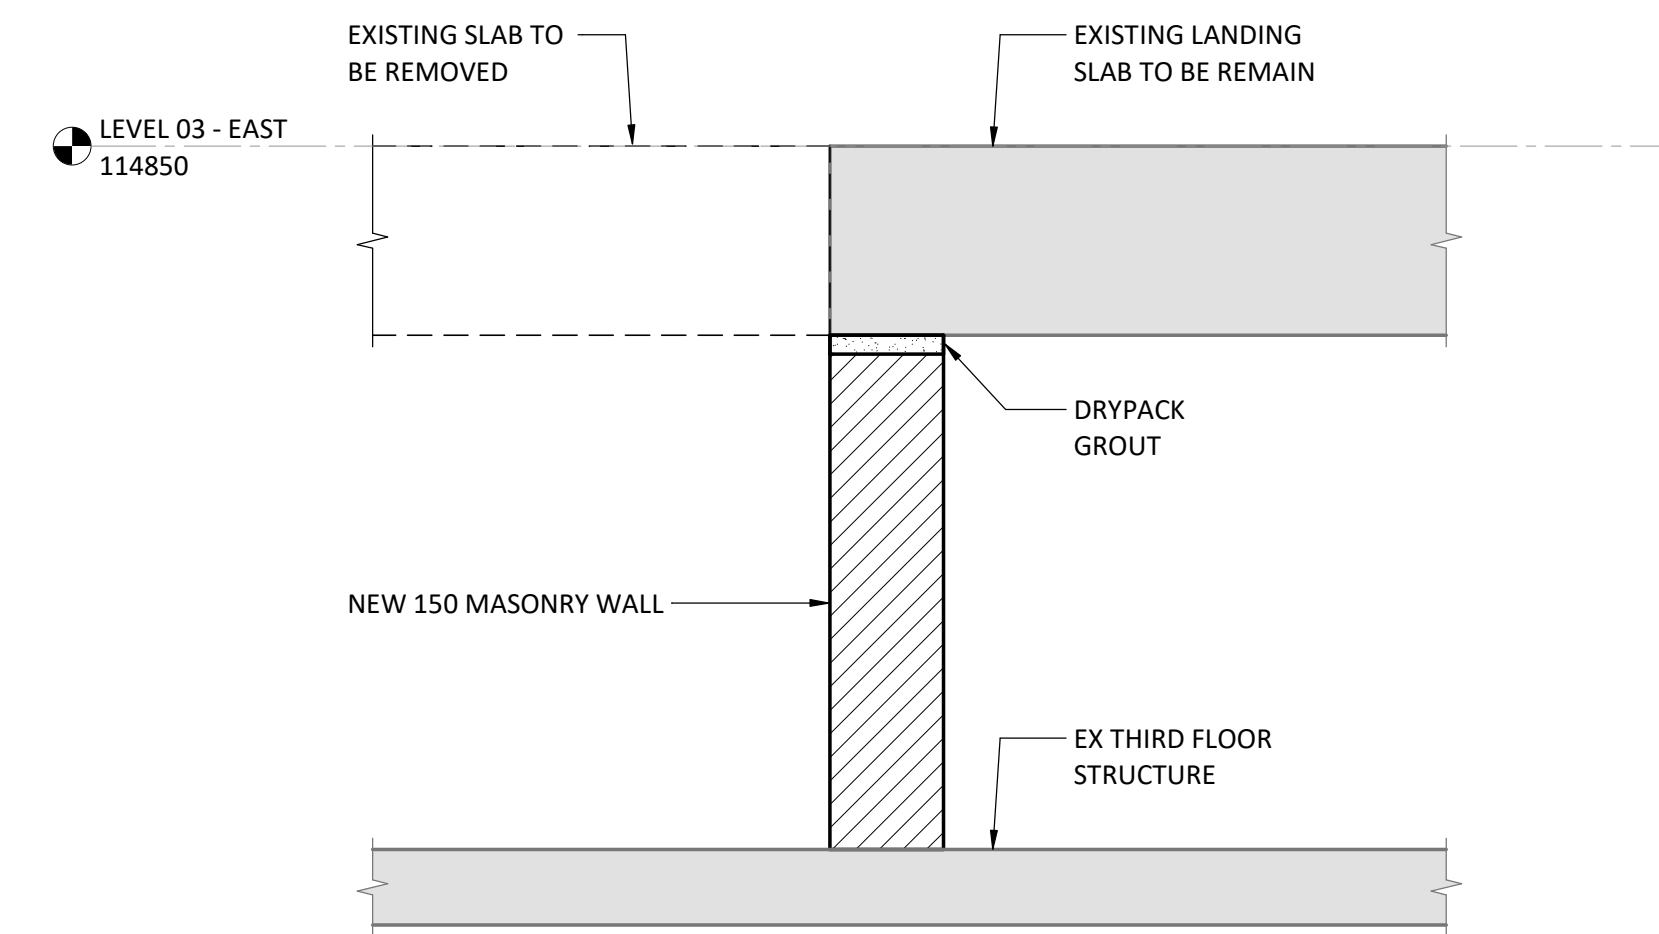 EXISTING SLAB TO
BE REMOVED
EXISTING LANDING
SLAB TO BE REMAIN
LEVEL 03 - EAST
114850
DRYPACK
GROUT
NEW 150 MASONRY WALL
EX THIRD FLOOR
STRUCTURE